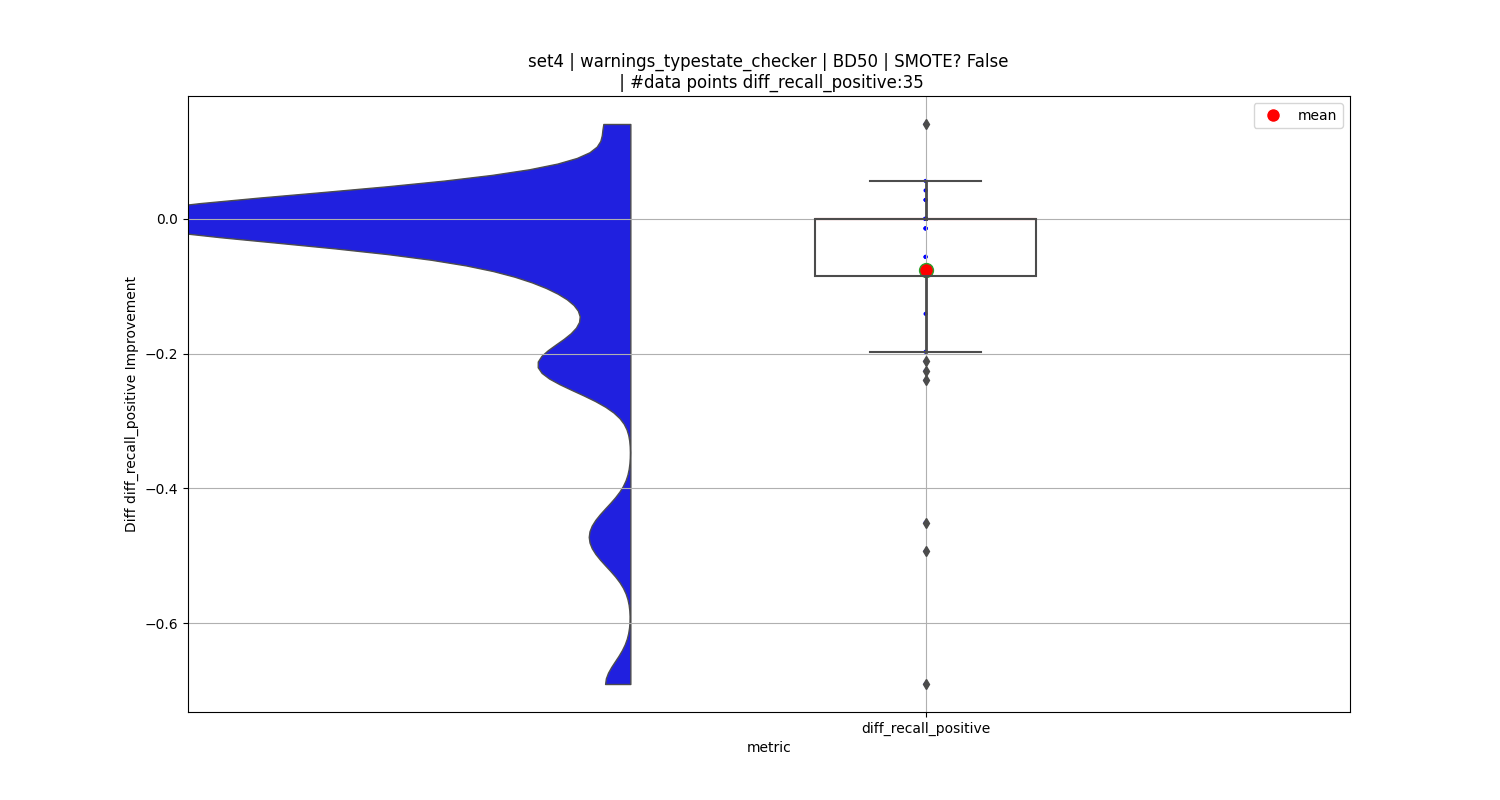 set4 | warnings_typestate_checker | BD50 | SMOTE? False
| #data points diff_recall_positive:35
mean
0.0
−0.2
−0.4
−0.6
Diff diff_recall_positive Improvement
diff_recall_positive
metric